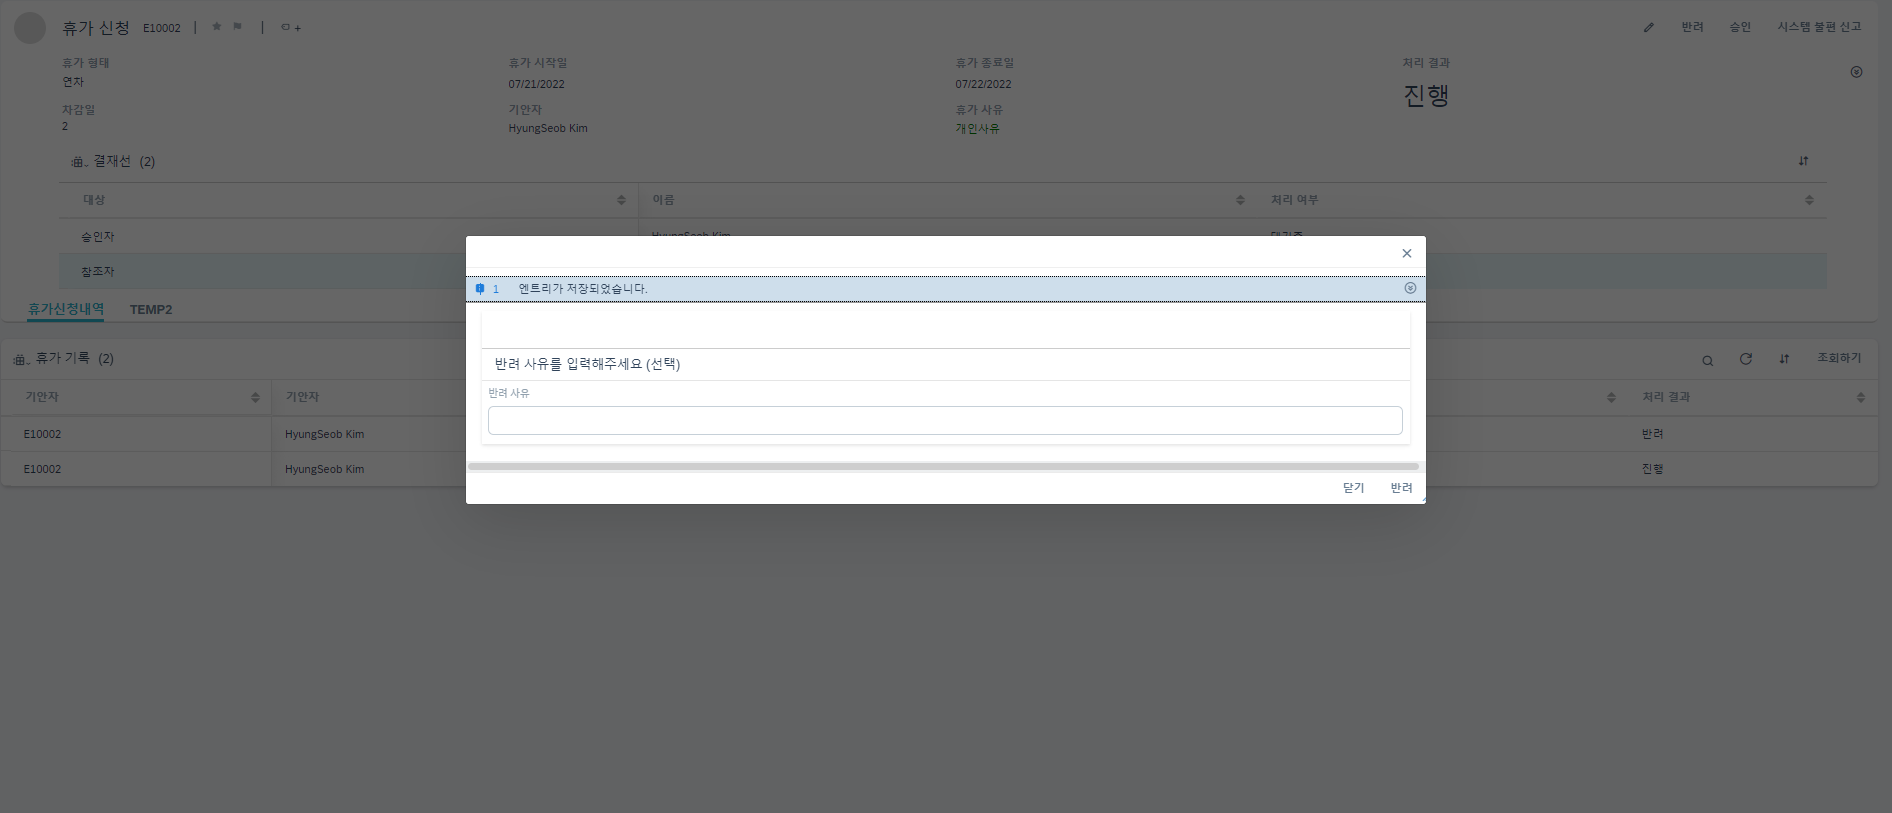 휴가 신청 E10002
반려 승인 시스템 불편 신고
휴가 형태 휴가 시작일 휴가 종료일 처리 결과
연차 07/21/2022 07/22/2022 진행
차감일 기안자 휴가 사유
2 HyungSeob Kim 개인사유
결재선 (2)
대상 이름 처리 여부
승인자 HyungSeob Kim
참조자
휴가신청내역 TEMP2
1 엔트리가 저장되었습니다.
반려 사유를 입력해주세요 (선택)
반려 사유
닫기 반려
휴가 기록 (2) 조회하기
기안자 기안자 처리 결과
E10002 HyungSeob Kim 반려
E10002 HyungSeob Kim 진행